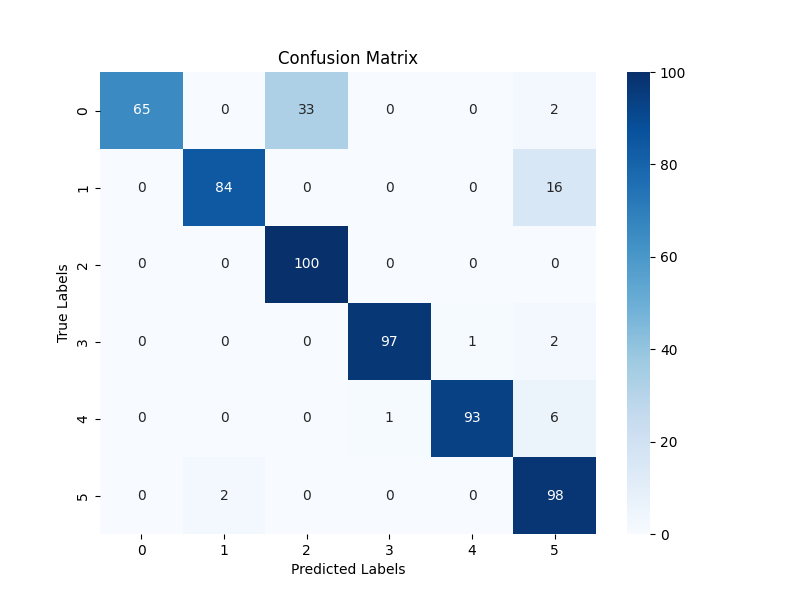 Confusion Matrix
True Labels
0 65 0 33 0 0 2
1 0 84 0 0 0 16
2 0 0 100 0 0 0
3 0 0 0 97 1 2
4 0 0 0 1 93 6
5 0 2 0 0 0 98
0 1 2 3 4 5
Predicted Labels
100
80
60
40
20
0